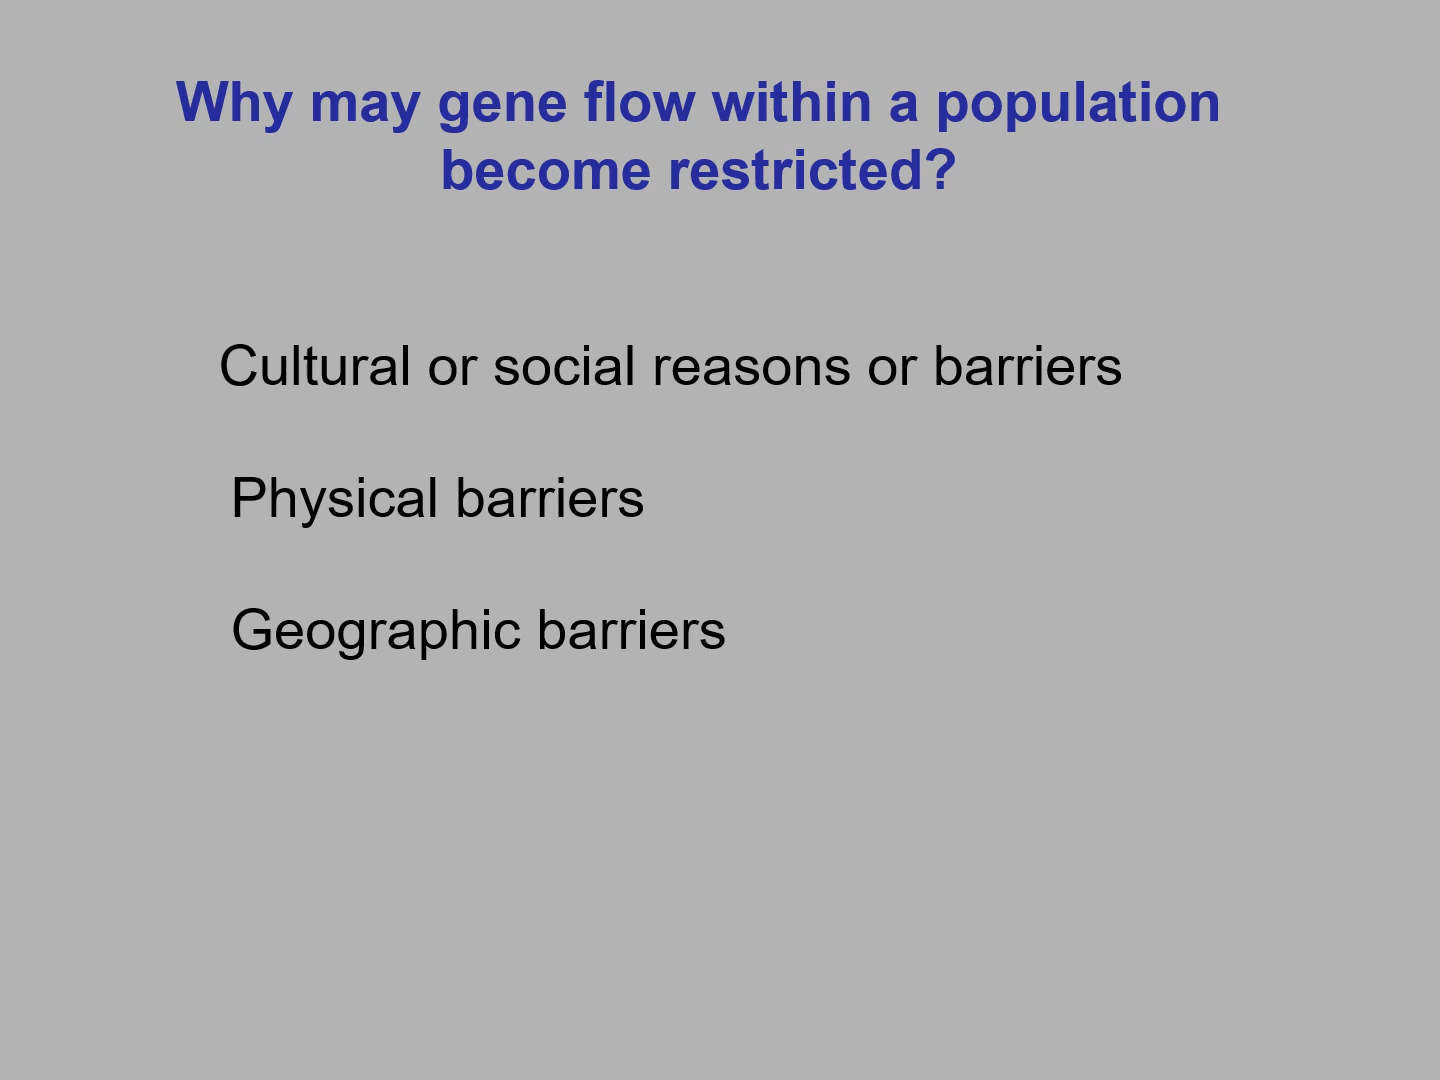 Why may gene flow within a population
become restricted?
Cultural or social reasons or barriers
Physical barriers
Geographic barriers